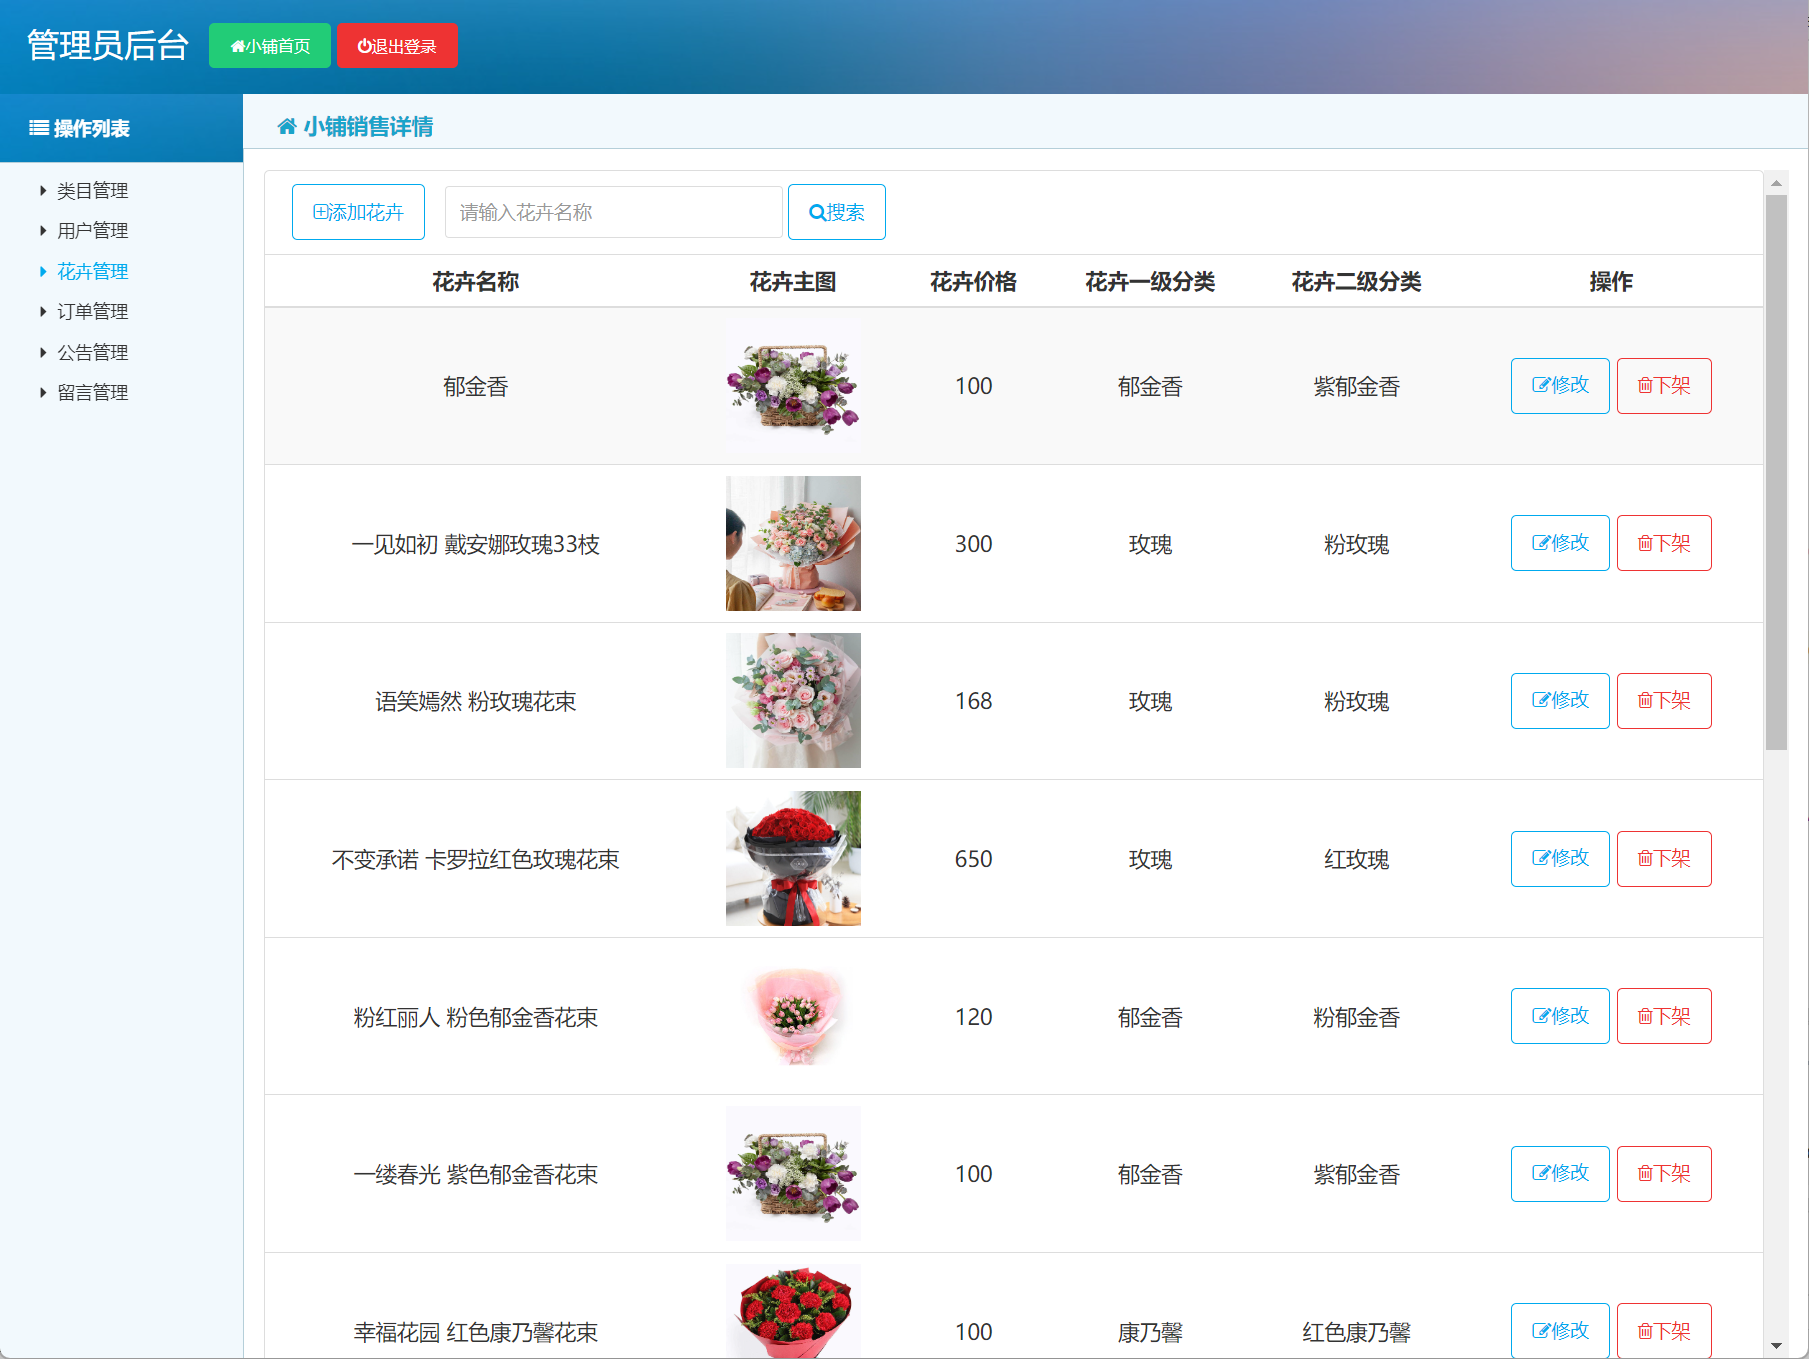 管理员后台 小铺首页 退出登录
操作列表
类目管理
用户管理
花卉管理
订单管理
公告管理
留言管理
小铺销售详情
添加花卉 请输入花卉名称 搜索
花卉名称 花卉主图 花卉价格 花卉一级分类 花卉二级分类 操作
郁金香 100 郁金香 紫郁金香 修改 下架
一见如初 戴安娜玫瑰33枝 300 玫瑰 粉玫瑰 修改 下架
语笑嫣然 粉玫瑰花束 168 玫瑰 粉玫瑰 修改 下架
不变承诺 卡罗拉红色玫瑰花束 650 玫瑰 红玫瑰 修改 下架
粉红丽人 粉色郁金香花束 120 郁金香 粉郁金香 修改 下架
一缕春光 紫色郁金香花束 100 郁金香 紫郁金香 修改 下架
幸福花园 红色康乃馨花束 100 康乃馨 红色康乃馨 修改 下架